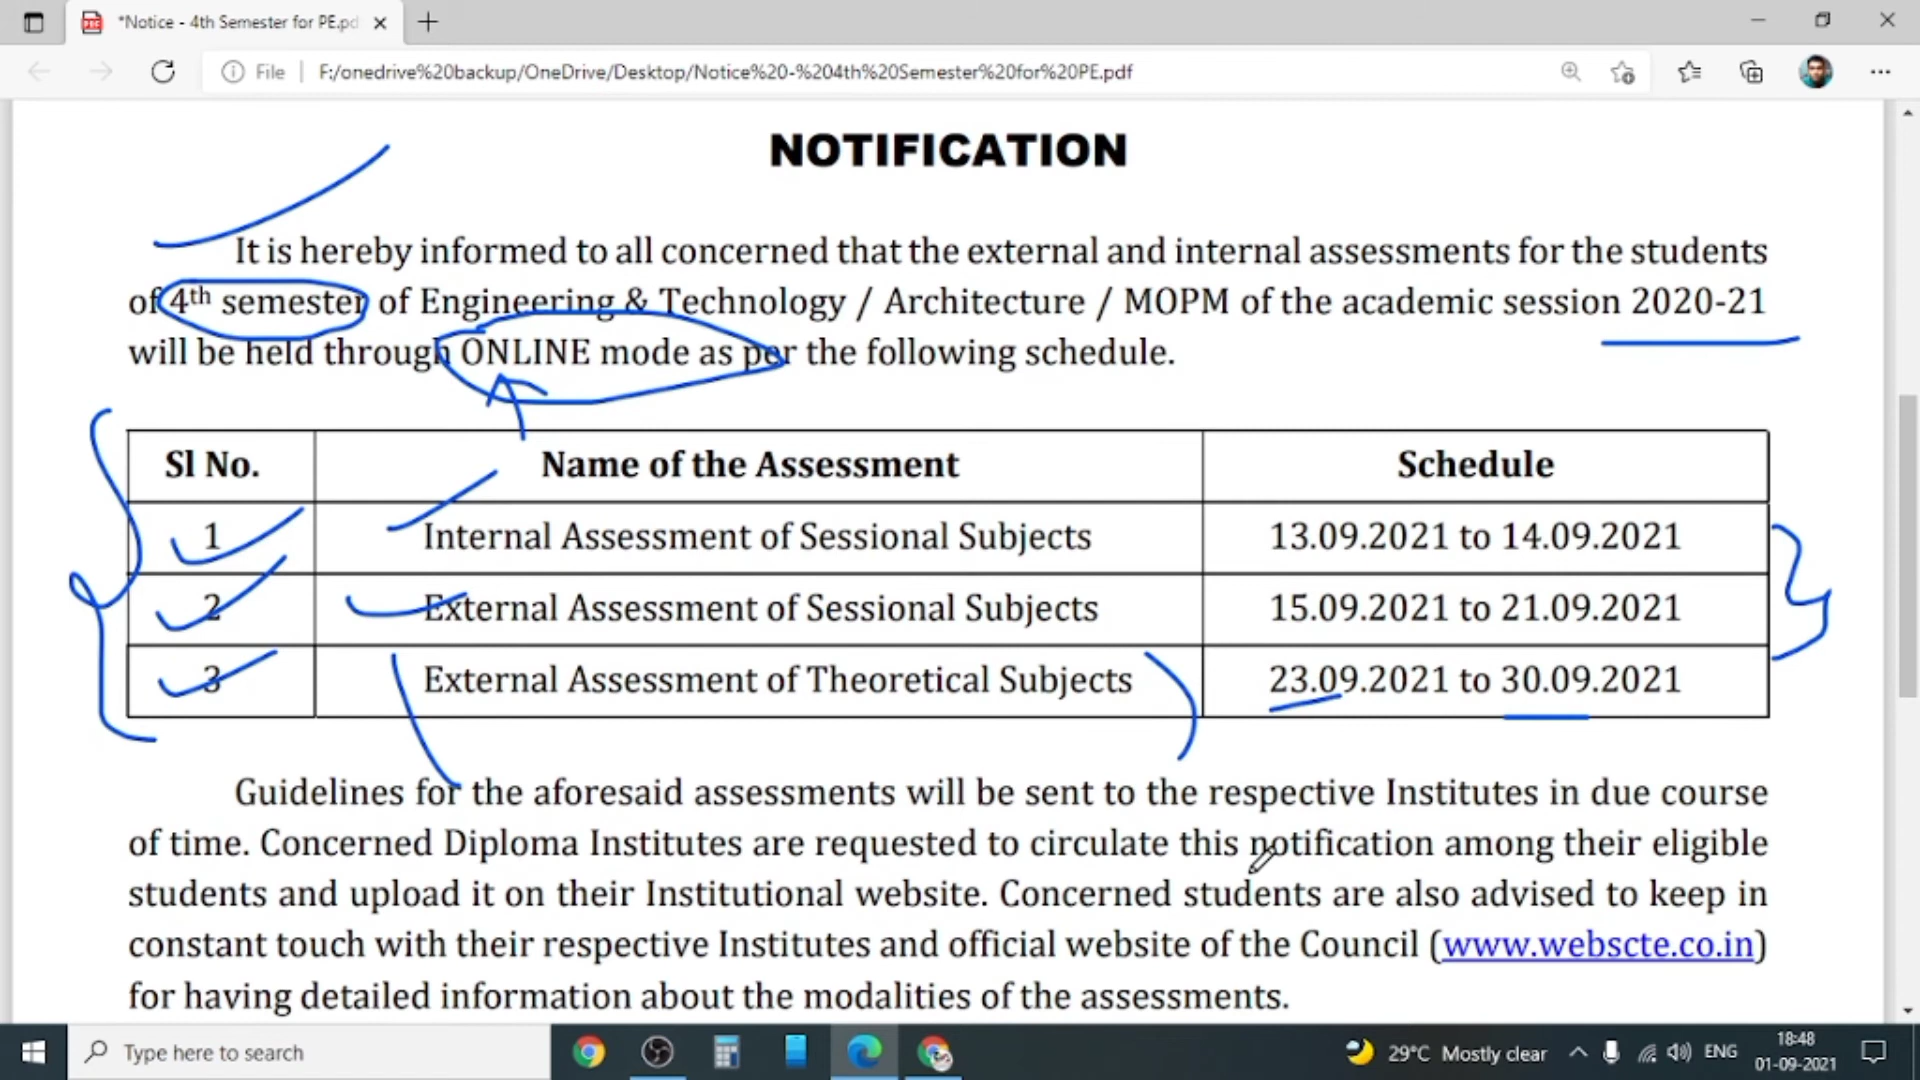 *Notice - 4th Semester for PE.pd
File
F:/onedrive%20backup/OneDrive/Desktop/Notice%20-%204th%20Semester%20for%20PE.pdf
NOTIFICATION
It is hereby informed to all concerned that the external and internal assessments for the students
of 4th semester of Engineering & Technology / Architecture / MOPM of the academic session 2020-21
will be held through ONLINE mode as per the following schedule.
Sl No. Name of the Assessment Schedule
1 Internal Assessment of Sessional Subjects 13.09.2021 to 14.09.2021
2 External Assessment of Sessional Subjects 15.09.2021 to 21.09.2021
3 External Assessment of Theoretical Subjects 23.09.2021 to 30.09.2021
Guidelines for the aforesaid assessments will be sent to the respective Institutes in due course
of time. Concerned Diploma Institutes are requested to circulate this notification among their eligible
students and upload it on their Institutional website. Concerned students are also advised to keep in
constant touch with their respective Institutes and official website of the Council (www.webscte.co.in)
for having detailed information about the modalities of the assessments.
Type here to search
29°C Mostly clear
ENG
18:48
01-09-2021